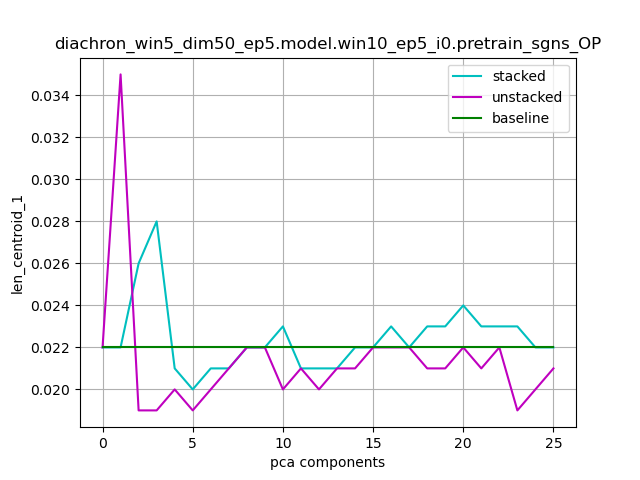 diachron_win5_dim50_ep5.model.win10_ep5_i0.pretrain_sgns_OP
stacked
unstacked
baseline
len_centroid_1
0.034
0.032
0.030
0.028
0.026
0.024
0.022
0.020
0 5 10 15 20 25
pca components